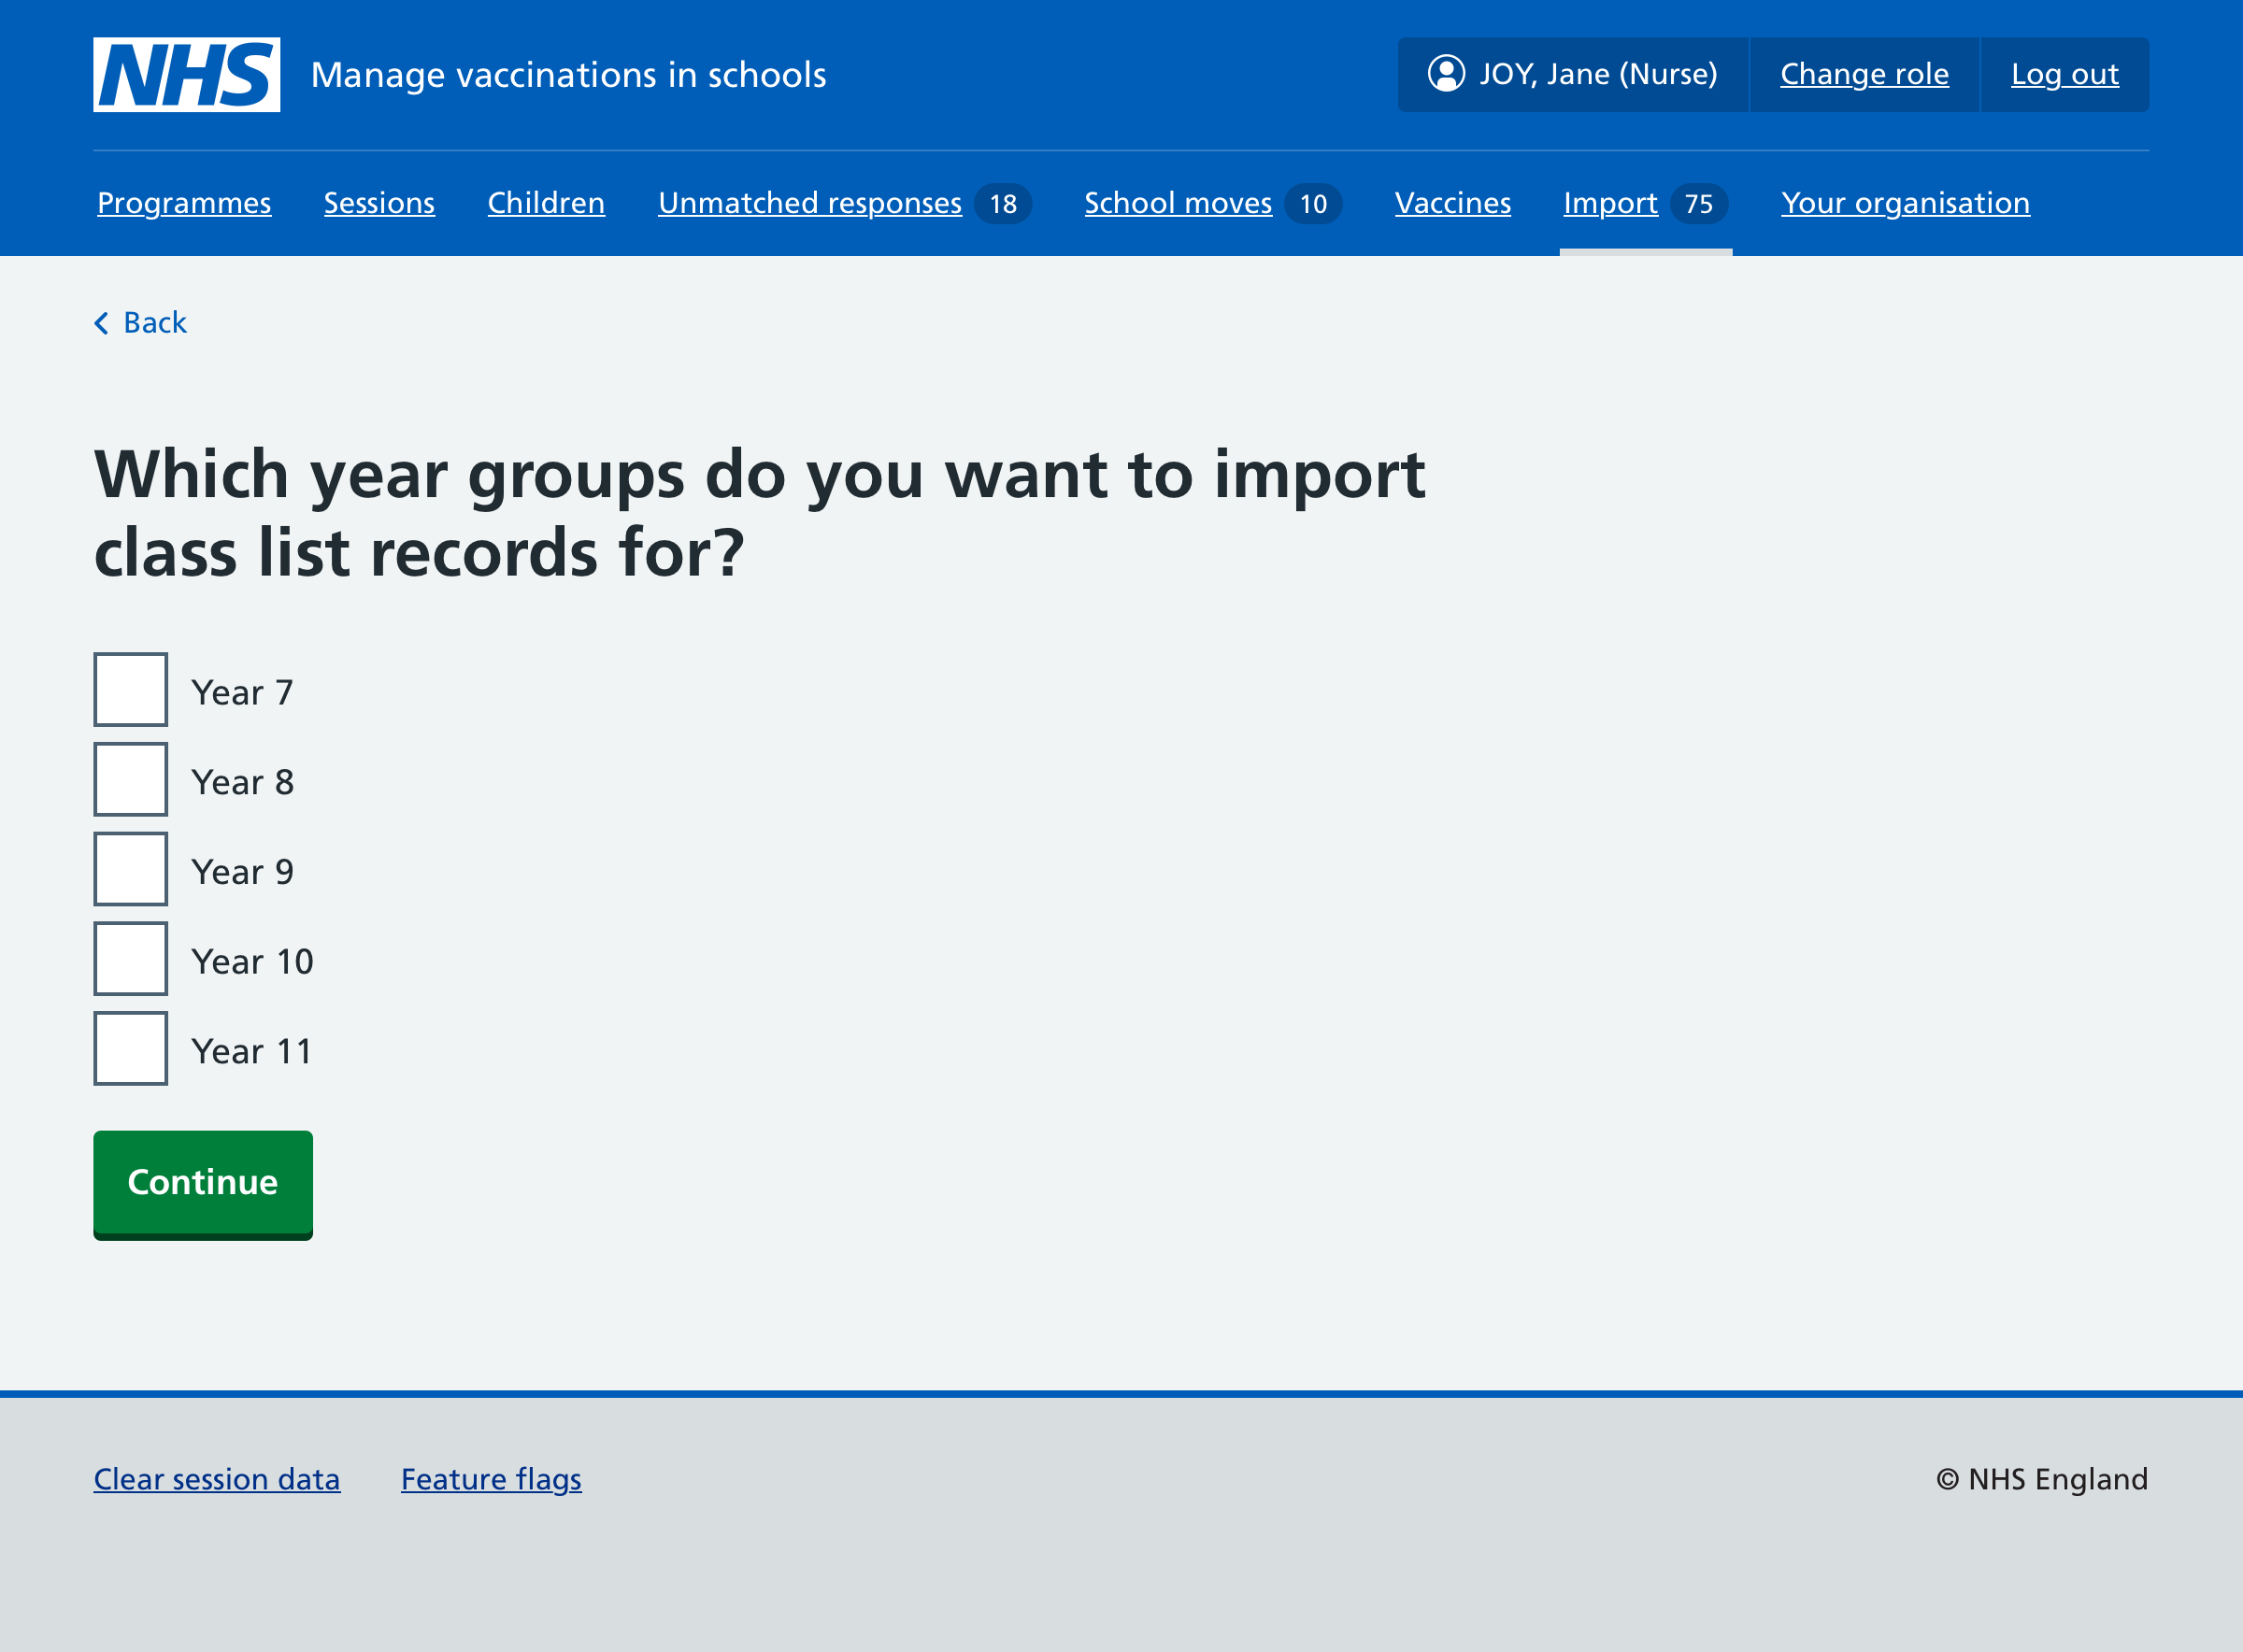 NHS Manage vaccinations in schools JOY, Jane (Nurse) Change role Log out
Programmes Sessions Children Unmatched responses 18 School moves 10 Vaccines Import 75 Your organisation
Back
Which year groups do you want to import
class list records for?
Year 7
Year 8
Year 9
Year 10
Year 11
Continue
Clear session data Feature flags © NHS England